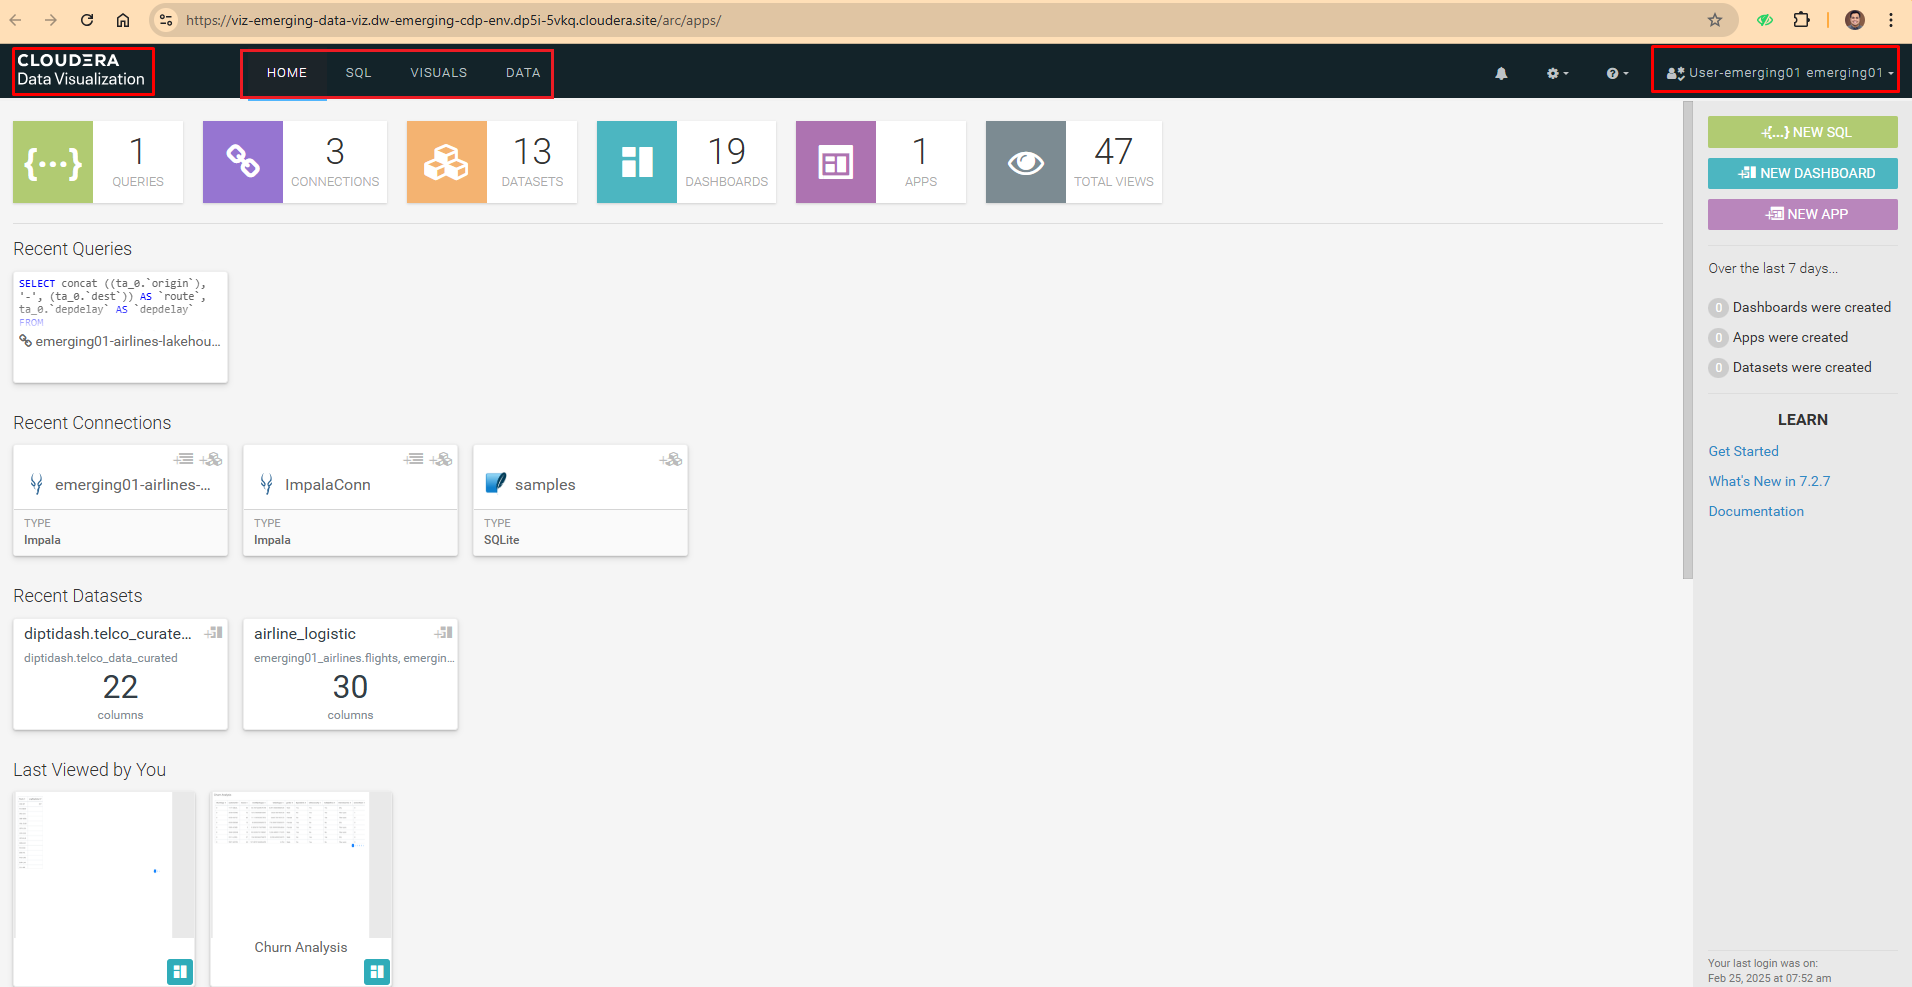 https://viz-emerging-data-viz.dw-emerging-cdp-env.dp5i-5vkq.cloudera.site/arc/apps/
CLOUDERA
Data Visualization
HOME SQL VISUALS DATA
User-emerging01 emerging01
{...} 1 QUERIES
3 CONNECTIONS
13 DATASETS
19 DASHBOARDS
1 APPS
47 TOTAL VIEWS
Recent Queries
SELECT concat ((ta_0.`origin`),
'-', (ta_0.`dest`)) AS `route`,
ta_0.`depdelay` AS `depdelay`
FROM
emerging01-airlines-lakehou...
Recent Connections
emerging01-airlines-...
TYPE
Impala
ImpalaConn
TYPE
Impala
samples
TYPE
SQLite
Recent Datasets
diptidash.telco_curate...
diptidash.telco_data_curated
22
columns
airline_logistic
emerging01_airlines.flights, emergin...
30
columns
Last Viewed by You
Churn Analysis
+{...} NEW SQL
NEW DASHBOARD
NEW APP
Over the last 7 days...
0 Dashboards were created
0 Apps were created
0 Datasets were created
LEARN
Get Started
What's New in 7.2.7
Documentation
Your last login was on:
Feb 25, 2025 at 07:52 am